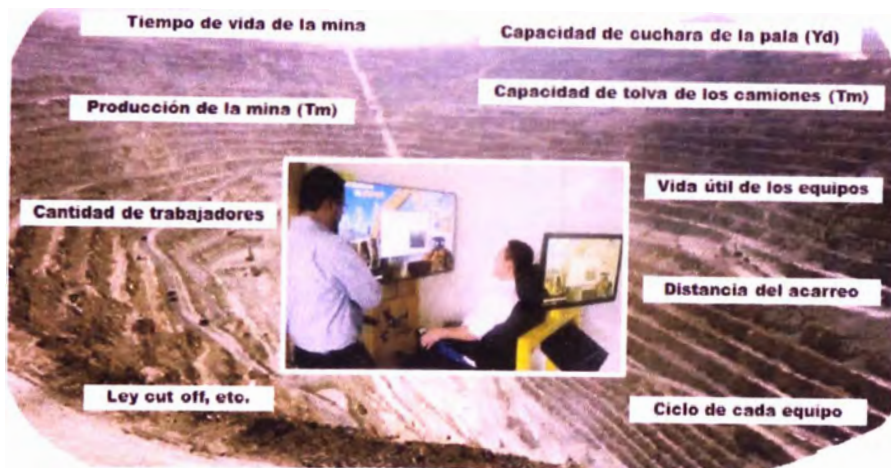 Tiempo de vida de la mina
Capacidad de cuchara de la pala (Yd)
Producción de la mina (Tm)
Capacidad de tolva de los camiones (Tm)
Cantidad de trabajadores
Vida útil de los equipos
Distancia del acarreo
Ley cut off, etc.
Ciclo de cada equipo